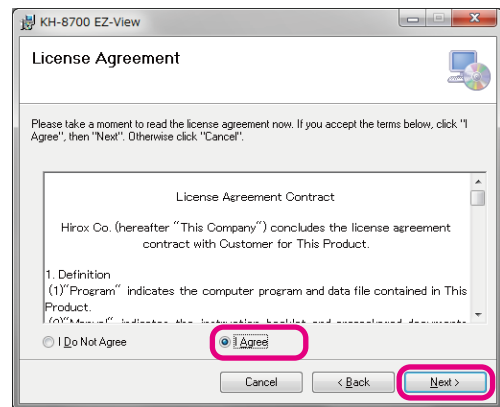 KH-8700 EZ-View
License Agreement
Please take a moment to read the license agreement now. If you accept the terms below, click "I
Agree", then "Next". Otherwise click "Cancel".
License Agreement Contract
Hirox Co. (hereafter "This Company") concludes the license agreement
contract with Customer for This Product.
1. Definition
(1)"Program" indicates the computer program and data file contained in This
Product.
I Do Not Agree
I Agree
Cancel
< Back
Next >